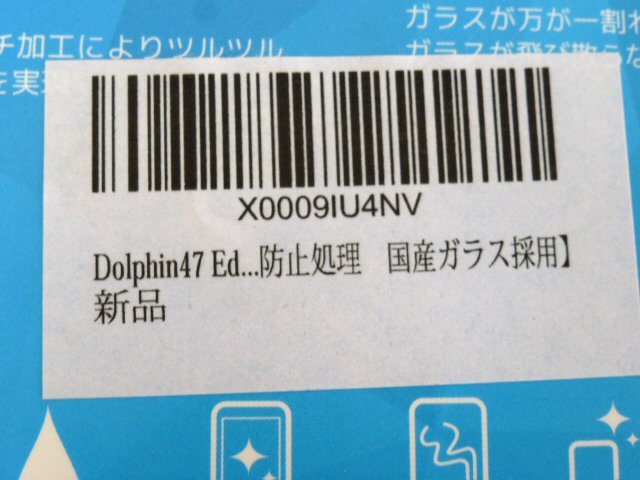 ガラスが万が一割れ
チ加工によりツルツル
ガラスが飛び散らな
を実現
X0009IU4NV
Dolphin47 Ed...防止処理　国産ガラス採用】
新品